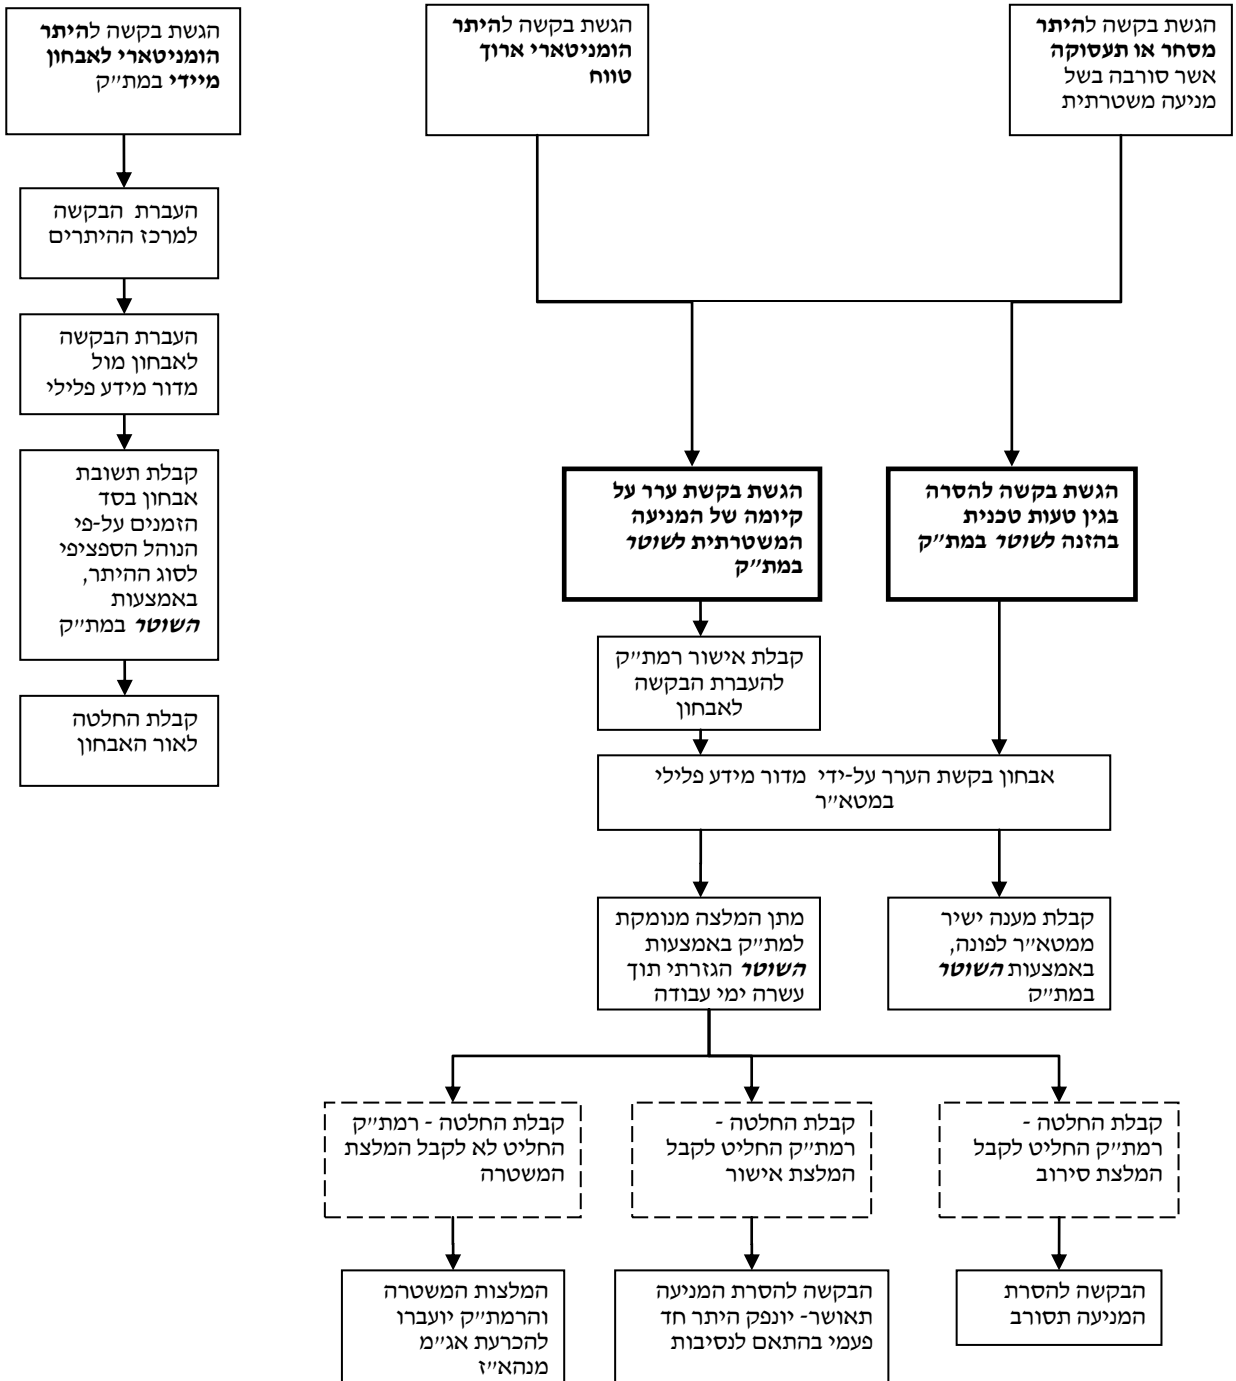 הגשת בקשה להיתר
מסחר או תעסוקה
אשר סורבה בשל
מניעה משטרתית
הגשת בקשה להיתר
הומניטארי ארוך
טווח
הגשת בקשה להיתר
הומניטארי לאבחון
מיידי במת״ק
העברת הבקשה
למרכז ההיתרים
העברת הבקשה
לאבחון מול
מדור מידע פלילי
קבלת תשובת
אבחון בסד
הזמנים על-פי
הנוהל הספציפי
לסוג ההיתר,
באמצעות
השוטר במת״ק
קבלת החלטה
לאור האבחון
הגשת בקשה להסרה
בגין טעות טכנית
בהזנה לשוטר במת״ק
הגשת בקשת ערר על
קיומה של המניעה
המשטרתית לשוטר
במת״ק
קבלת אישור רמת״ק
להעברת הבקשה
לאבחון
אבחון בקשת הערר על-ידי מדור מידע פלילי
במטא״ר
קבלת מענה ישיר
ממטא״ר לפונה,
באמצעות השוטר
במת״ק
מתן המלצה מנומקת
למת״ק באמצעות
השוטר הגזרתי תוך
עשרה ימי עבודה
קבלת החלטה -
רמת״ק החליט לקבל
המלצת סירוב
קבלת החלטה -
רמת״ק החליט לקבל
המלצת אישור
קבלת החלטה - רמת״ק
החליט לא לקבל המלצת
המשטרה
הבקשה להסרת
המניעה תסורב
הבקשה להסרת המניעה
תאושר- יונפק היתר חד
פעמי בהתאם לנסיבות
המלצות המשטרה
והרמת״ק יועברו
להכרעת אג״מ
מנהא״ז